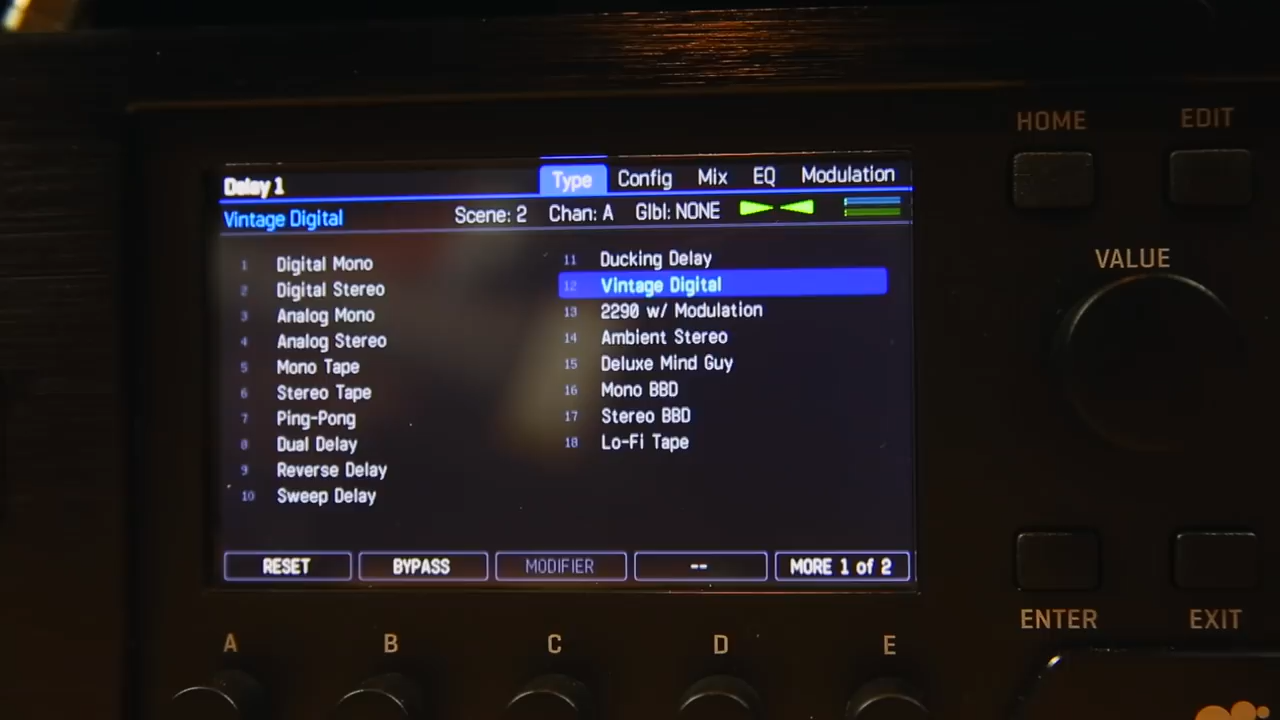 HOME EDIT
Delay 1 Type Config Mix EQ Modulation
Vintage Digital Scene: 2 Chan: A Glbl: NONE
VALUE
1 Digital Mono
2 Digital Stereo
3 Analog Mono
4 Analog Stereo
5 Mono Tape
6 Stereo Tape
7 Ping-Pong
8 Dual Delay
9 Reverse Delay
10 Sweep Delay
11 Ducking Delay
12 Vintage Digital
13 2290 w/ Modulation
14 Ambient Stereo
15 Deluxe Mind Guy
16 Mono BBD
17 Stereo BBD
18 Lo-Fi Tape
RESET BYPASS MODIFIER -- MORE 1 of 2
ENTER EXIT
A B C D E